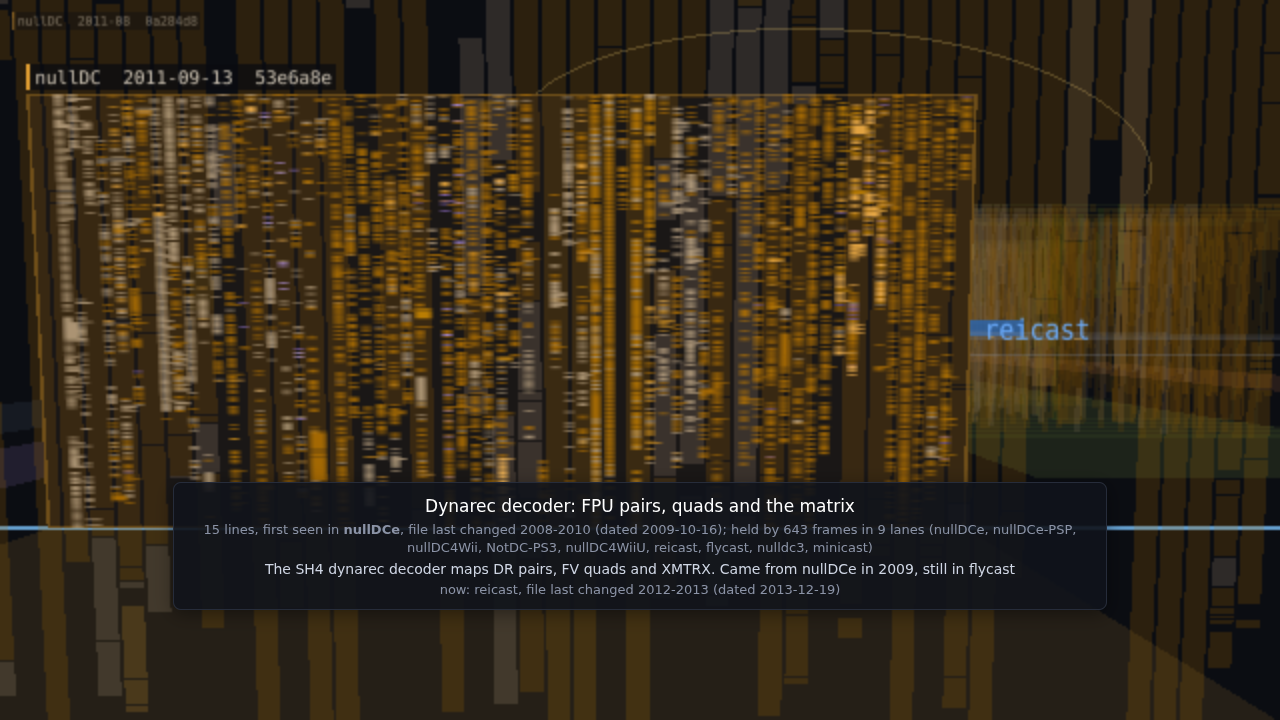 nullDC 2011-08 0a284d8
nullDC 2011-09-13 53e6a8e
reicast
Dynarec decoder: FPU pairs, quads and the matrix
15 lines, first seen in nullDCe, file last changed 2008-2010 (dated 2009-10-16); held by 643 frames in 9 lanes (nullDCe, nullDCe-PSP,
nullDC4Wii, NotDC-PS3, nullDC4WiiU, reicast, flycast, nulldc3, minicast)
The SH4 dynarec decoder maps DR pairs, FV quads and XMTRX. Came from nullDCe in 2009, still in flycast
now: reicast, file last changed 2012-2013 (dated 2013-12-19)